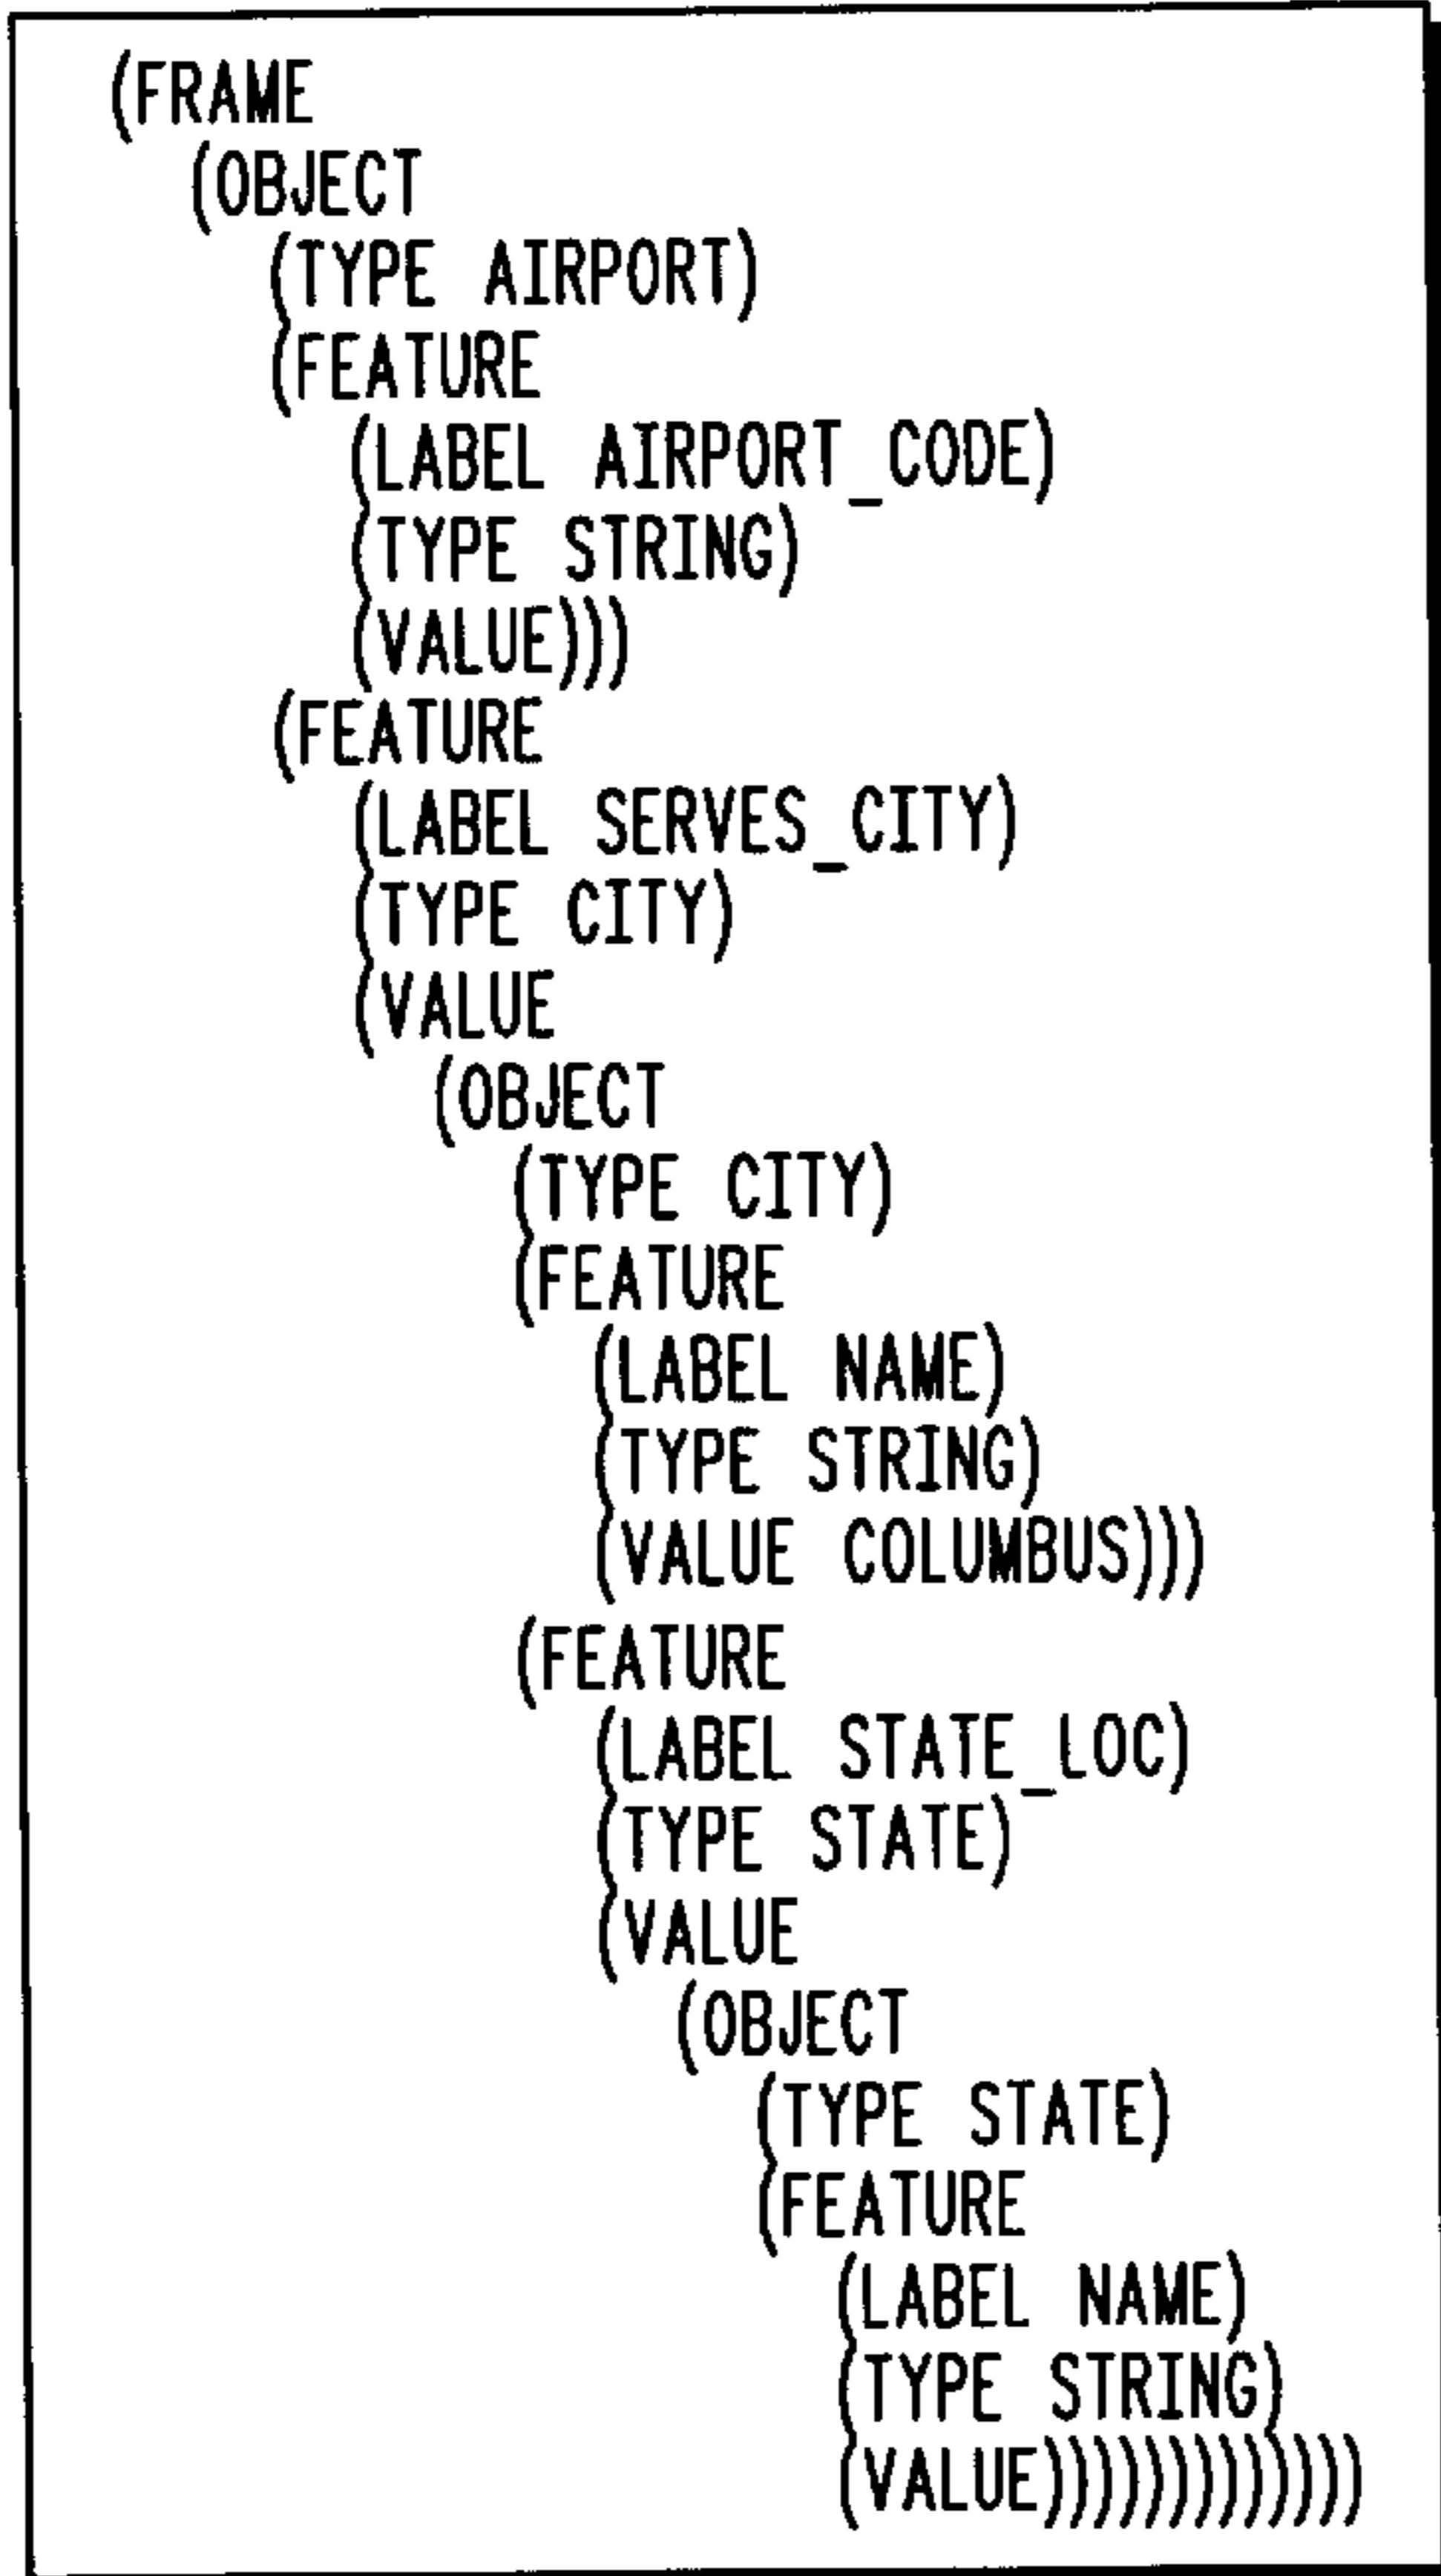 (FRAME
(OBJECT
(TYPE AIRPORT)
(FEATURE
(LABEL AIRPORT_CODE)
(TYPE STRING)
(VALUE)))
(FEATURE
(LABEL SERVES_CITY)
(TYPE CITY)
(VALUE
(OBJECT
(TYPE CITY)
(FEATURE
(LABEL NAME)
(TYPE STRING)
(VALUE COLUMBUS)))
(FEATURE
(LABEL STATE_LOC)
(TYPE STATE)
(VALUE
(OBJECT
(TYPE STATE)
(FEATURE
(LABEL NAME)
(TYPE STRING)
(VALUE)))))))))))))